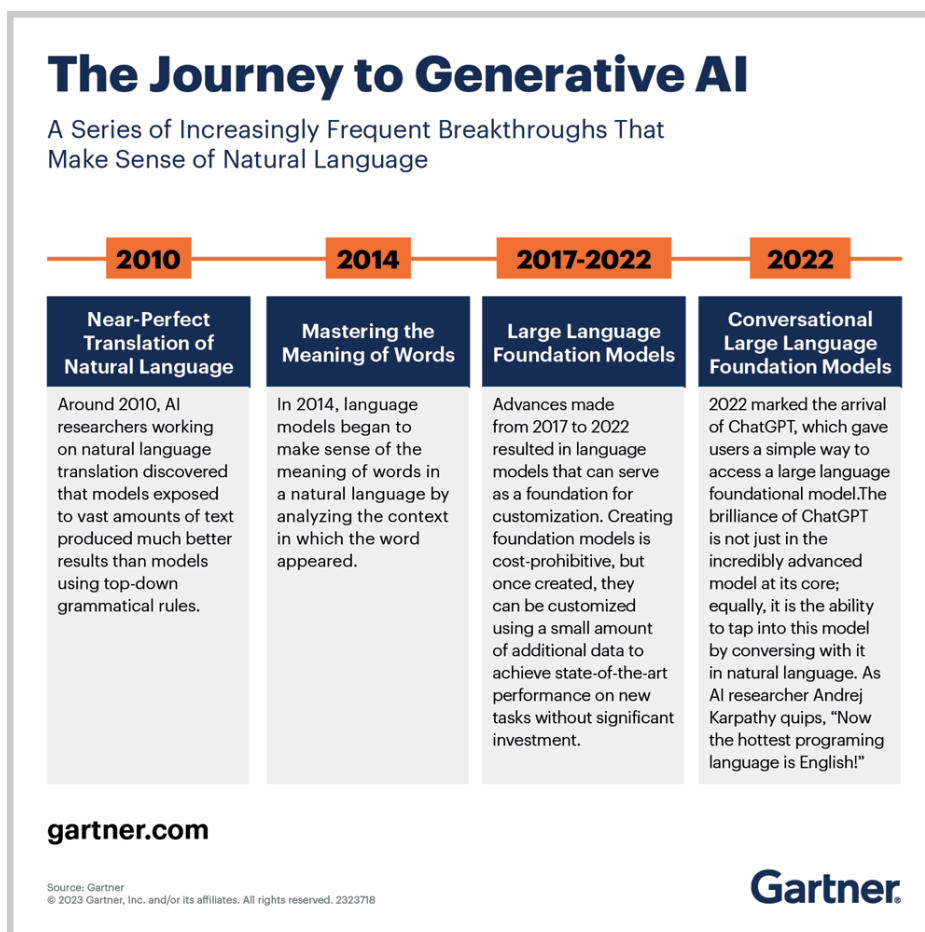 The Journey to Generative AI
A Series of Increasingly Frequent Breakthroughs That
Make Sense of Natural Language
2010
2014
2017-2022
2022
Near-Perfect
Translation of
Natural Language
Around 2010, AI
researchers working
on natural language
translation discovered
that models exposed
to vast amounts of text
produced much better
results than models
using top-down
grammatical rules.
Mastering the
Meaning of Words
In 2014, language
models began to
make sense of the
meaning of words in
a natural language by
analyzing the context
in which the word
appeared.
Large Language
Foundation Models
Advances made
from 2017 to 2022
resulted in language
models that can serve
as a foundation for
customization. Creating
foundation models is
cost-prohibitive, but
once created, they
can be customized
using a small amount
of additional data to
achieve state-of-the-art
performance on new
tasks without significant
investment.
Conversational
Large Language
Foundation Models
2022 marked the arrival
of ChatGPT, which gave
users a simple way to
access a large language
foundational model.The
brilliance of ChatGPT
is not just in the
incredibly advanced
model at its core;
equally, it is the ability
to tap into this model
by conversing with it
in natural language. As
AI researcher Andrej
Karpathy quips, “Now
the hottest programing
language is English!”
gartner.com
Source: Gartner
© 2023 Gartner, Inc. and/or its affiliates. All rights reserved. 2323718
Gartner®